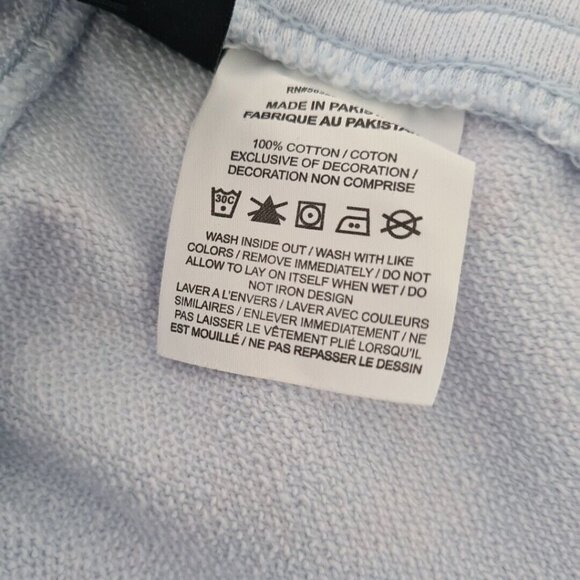 MADE IN PAKIS
FABRIQUE AU PAKISTA
100% COTTON / COTON
EXCLUSIVE OF DECORATION /
DECORATION NON COMPRISE
30C
WASH INSIDE OUT / WASH WITH LIKE
COLORS / REMOVE IMMEDIATELY / DO NOT
ALLOW TO LAY ON ITSELF WHEN WET / DO
NOT IRON DESIGN
LAVER A L'ENVERS / LAVER AVEC COULEURS
SIMILAIRES / ENLEVER IMMEDIATEMENT / NE
PAS LAISSER LE VÊTEMENT PLIÉ LORSQU'IL
EST MOUILLÉ / NE PAS REPASSER LE DESSIN